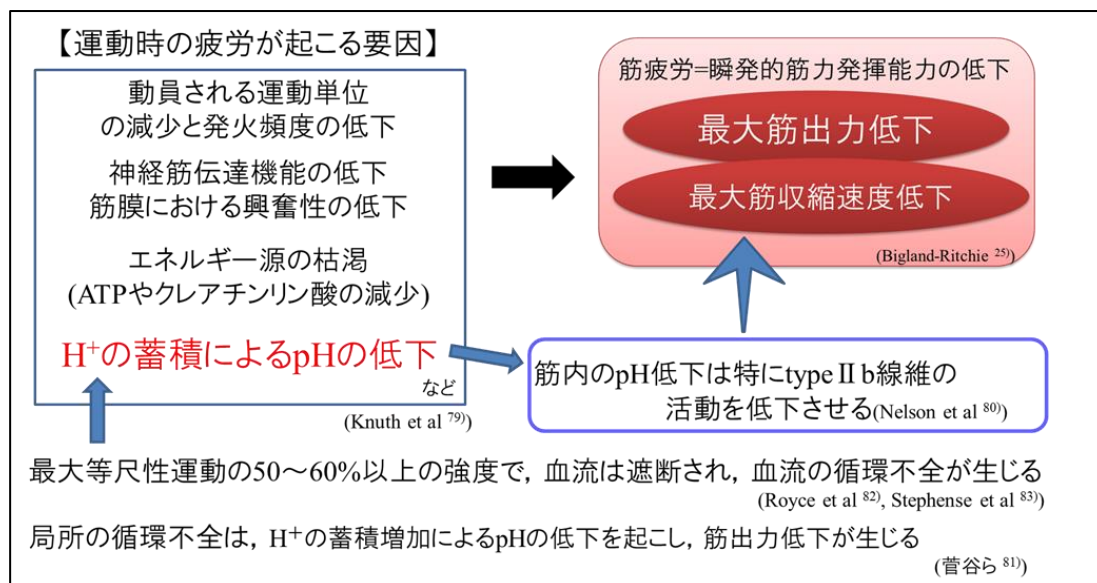 【運動時の疲労が起こる要因】
動員される運動単位
の減少と発火頻度の低下
神経筋伝達機能の低下
筋膜における興奮性の低下
エネルギー源の枯渇
(ATPやクレアチンリン酸の減少)
H⁺の蓄積によるpHの低下
など
(Knuth et al ⁷⁹⁾)
筋疲労=瞬発的筋力発揮能力の低下
最大筋出力低下
最大筋収縮速度低下
(Bigland-Ritchie ²⁵⁾)
筋内のpH低下は特にtypeⅡb線維の
活動を低下させる(Nelson et al ⁸⁰⁾)
最大等尺性運動の50～60%以上の強度で, 血流は遮断され, 血流の循環不全が生じる
(Royce et al ⁸²⁾, Stephense et al ⁸³⁾)
局所の循環不全は, H⁺の蓄積増加によるpHの低下を起こし, 筋出力低下が生じる
(菅谷ら ⁸¹⁾)